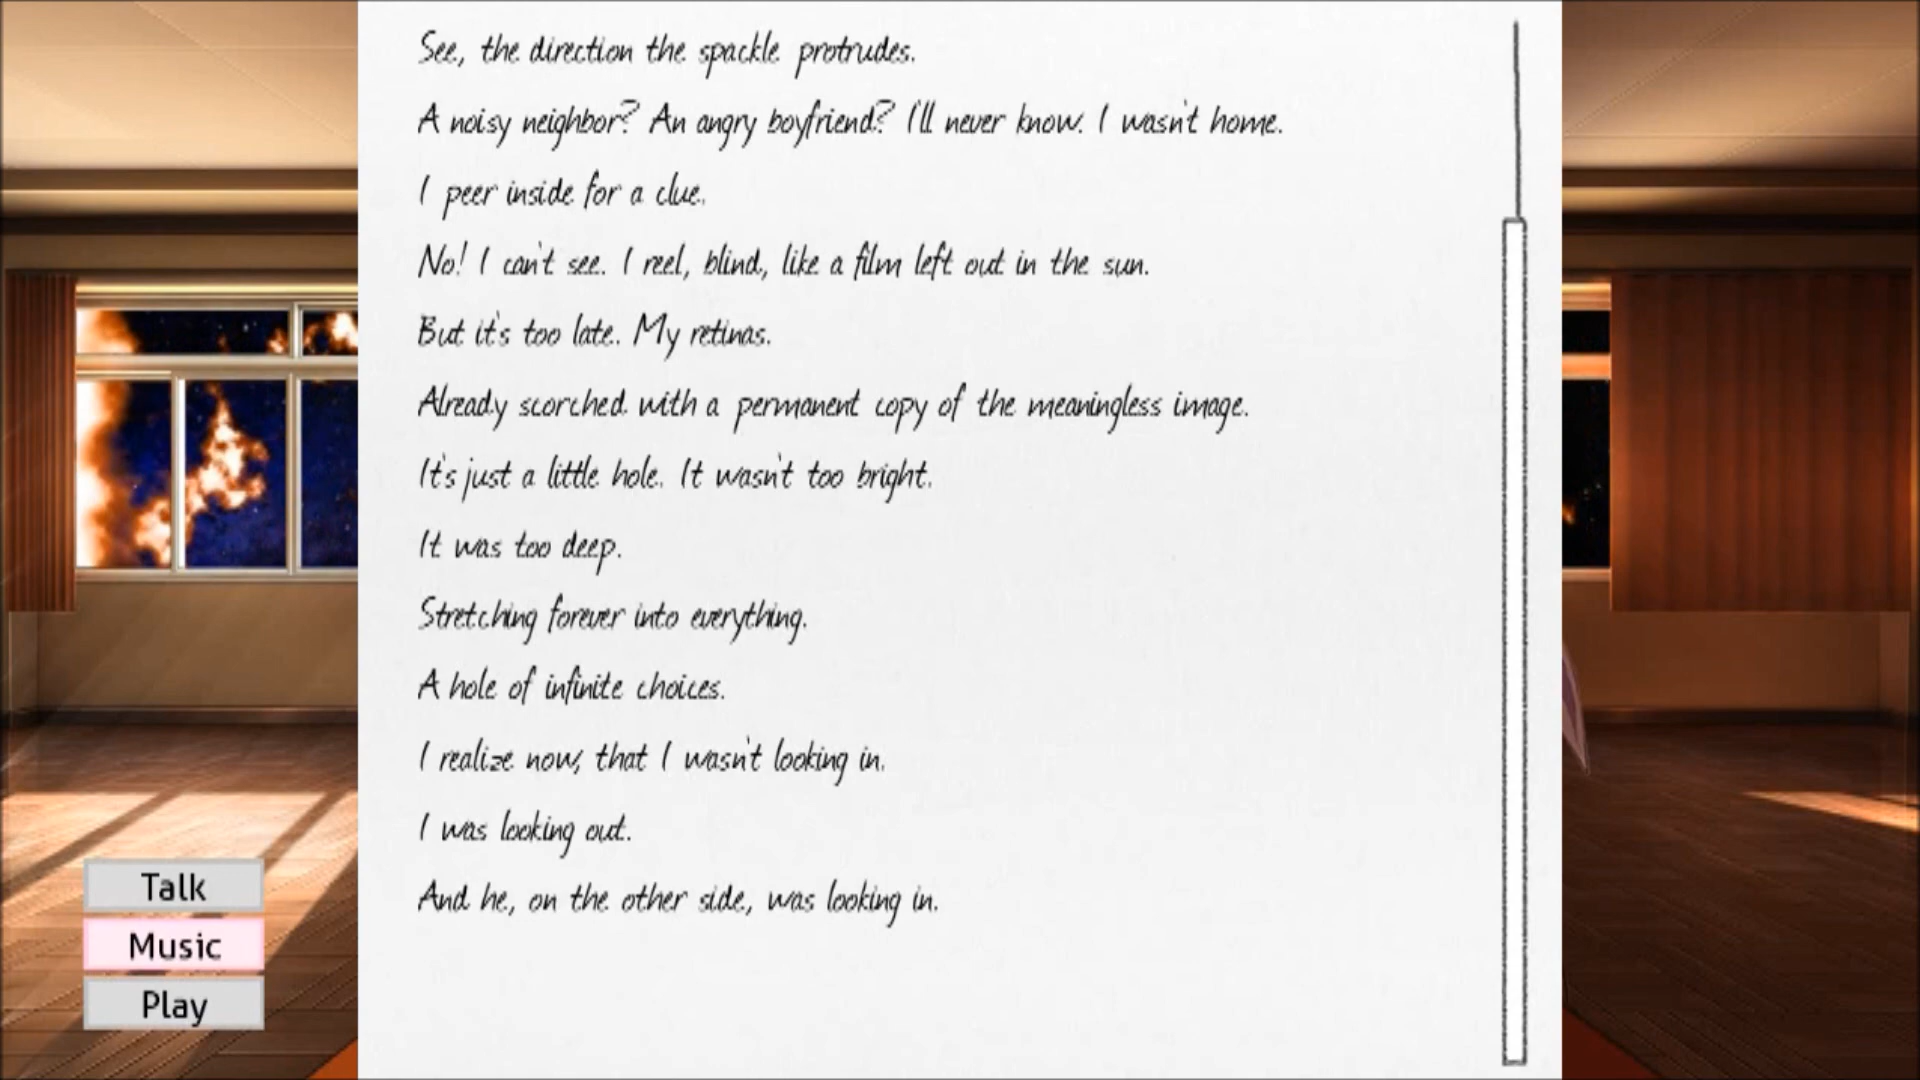 See, the direction the spackle protrudes.
A noisy neighbor? An angry boyfriend? I'll never know. I wasn't home.
I peer inside for a clue.
No! I can't see. I reel, blind, like a film left out in the sun.
But it's too late. My retinas.
Already scorched with a permanent copy of the meaningless image.
It's just a little hole. It wasn't too bright.
It was too deep.
Stretching forever into everything.
A hole of infinite choices.
I realize now, that I wasn't looking in.
I was looking out.
And he, on the other side, was looking in.
Talk
Music
Play